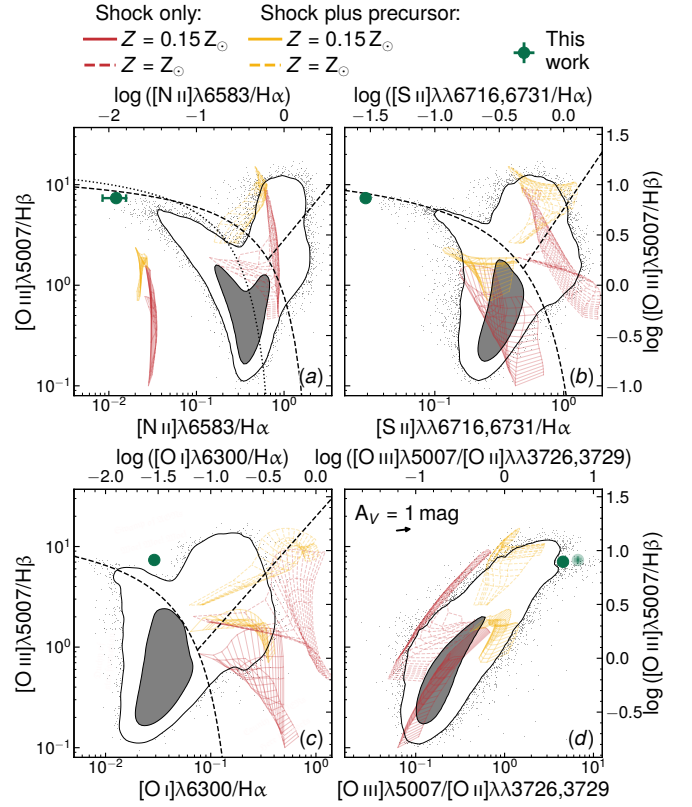 Shock only:
Shock plus precursor:
Z = 0.15 Z⊙
Z = 0.15 Z⊙
This work
Z = Z⊙
Z = Z⊙
log ([N II]λ6583/Hα)
log ([S II]λλ6716,6731/Hα)
−2 −1 0
−1.5 −1.0 −0.5 0.0
[O III]λ5007/Hβ
10¹
10⁰
10⁻¹
(a)
(b)
1.5
1.0
0.5
0.0
−0.5
−1.0
log ([O III]λ5007/Hβ)
10⁻² 10⁻¹ 10⁰
10⁻¹ 10⁰
[N II]λ6583/Hα
[S II]λλ6716,6731/Hα
log ([O I]λ6300/Hα)
log ([O III]λ5007/[O II]λλ3726,3729)
−2.0 −1.5 −1.0 −0.5 0.0
−1 0 1
[O III]λ5007/Hβ
10¹
10⁰
10⁻¹
(c)
A_V = 1 mag
(d)
1.5
1.0
0.5
0.0
−0.5
log ([O III]λ5007/Hβ)
10⁻² 10⁻¹ 10⁰
10⁻¹ 10⁰ 10¹
[O I]λ6300/Hα
[O III]λ5007/[O II]λλ3726,3729